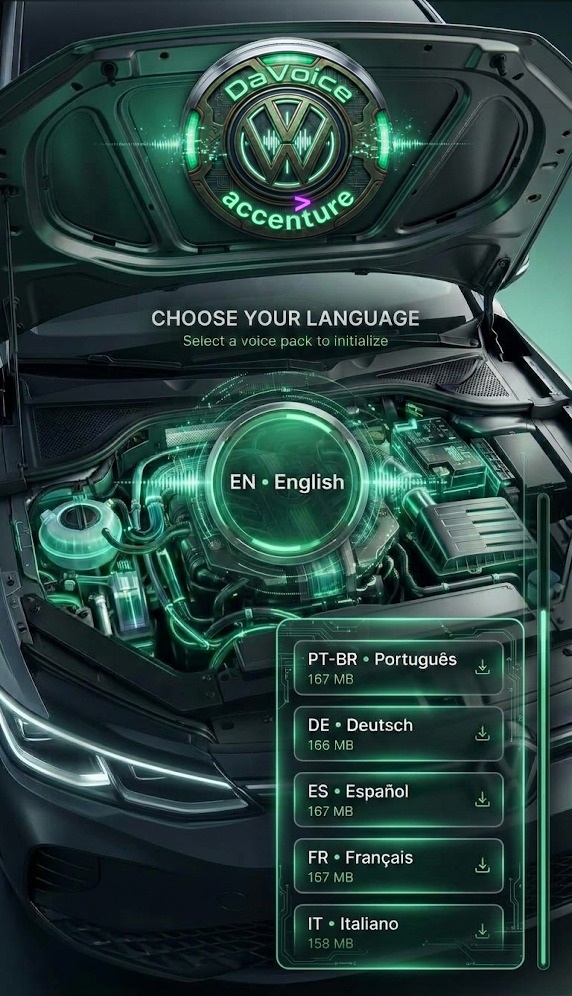 DaVoice
accenture
CHOOSE YOUR LANGUAGE
Select a voice pack to initialize
EN • English
PT-BR • Português
167 MB
DE • Deutsch
166 MB
ES • Español
167 MB
FR • Français
157 MB
IT • Italiano
158 MB